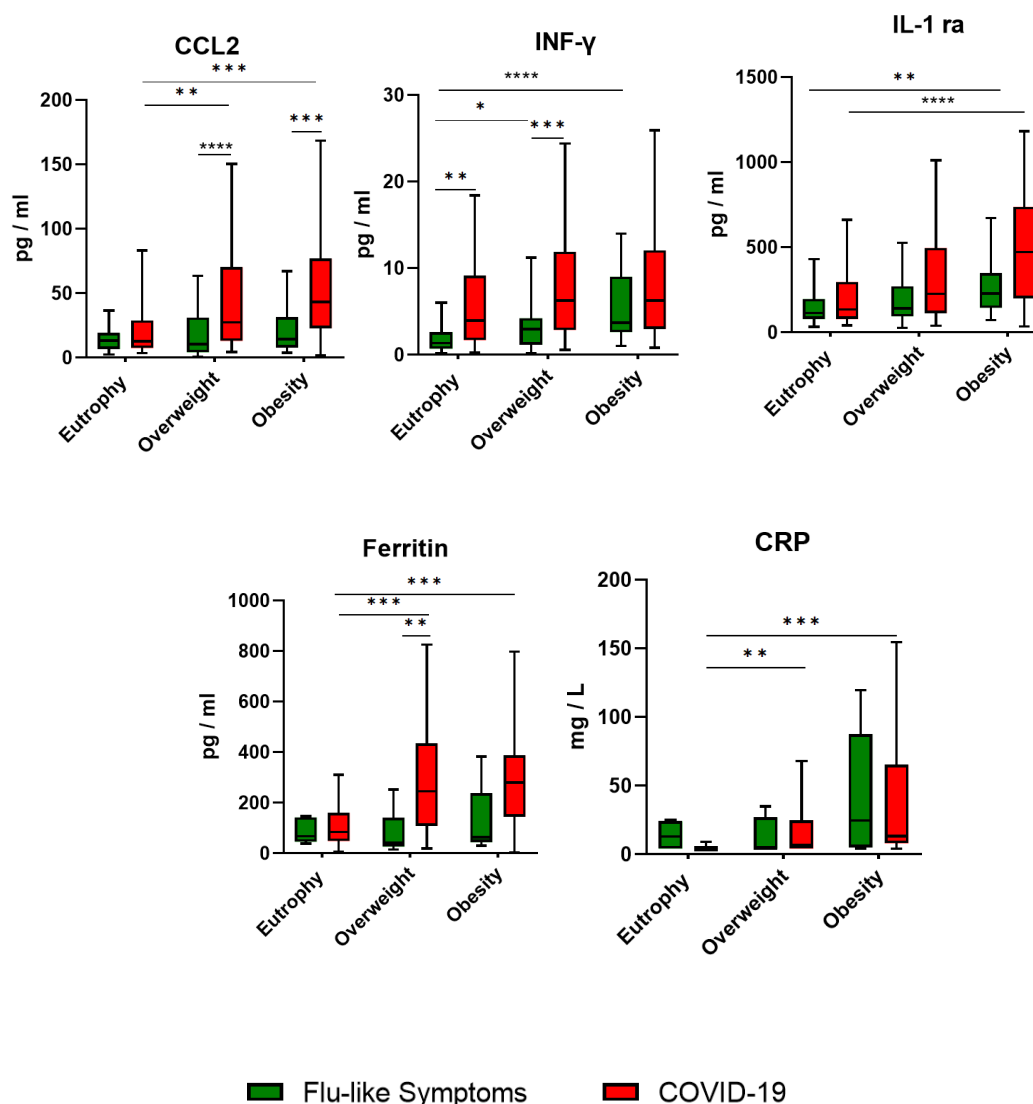 CCL2
* * *
* *
****
* * *
200
150
100
50
0
pg / ml
Eutrophy
Overweight
Obesity
INF-γ
****
*
* * *
* *
30
20
10
0
pg / ml
Eutrophy
Overweight
Obesity
IL-1 ra
* *
****
1500
1000
500
0
pg / ml
Eutrophy
Overweight
Obesity
Ferritin
* * *
* * *
* *
1000
800
600
400
200
0
pg / ml
Eutrophy
Overweight
Obesity
CRP
* * *
* *
200
150
100
50
0
mg / L
Eutrophy
Overweight
Obesity
Flu-like Symptoms
COVID-19